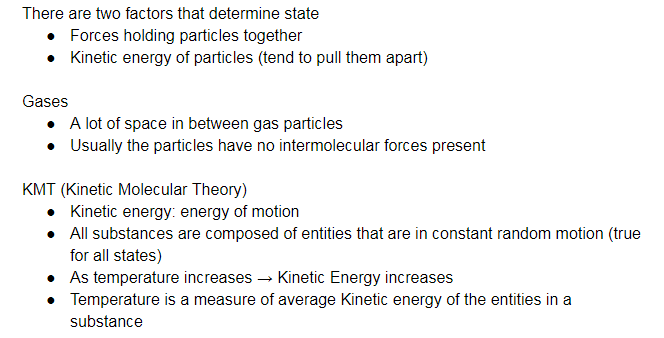 There are two factors that determine state
● Forces holding particles together
● Kinetic energy of particles (tend to pull them apart)
Gases
● A lot of space in between gas particles
● Usually the particles have no intermolecular forces present
KMT (Kinetic Molecular Theory)
● Kinetic energy: energy of motion
● All substances are composed of entities that are in constant random motion (true
for all states)
● As temperature increases → Kinetic Energy increases
● Temperature is a measure of average Kinetic energy of the entities in a
substance